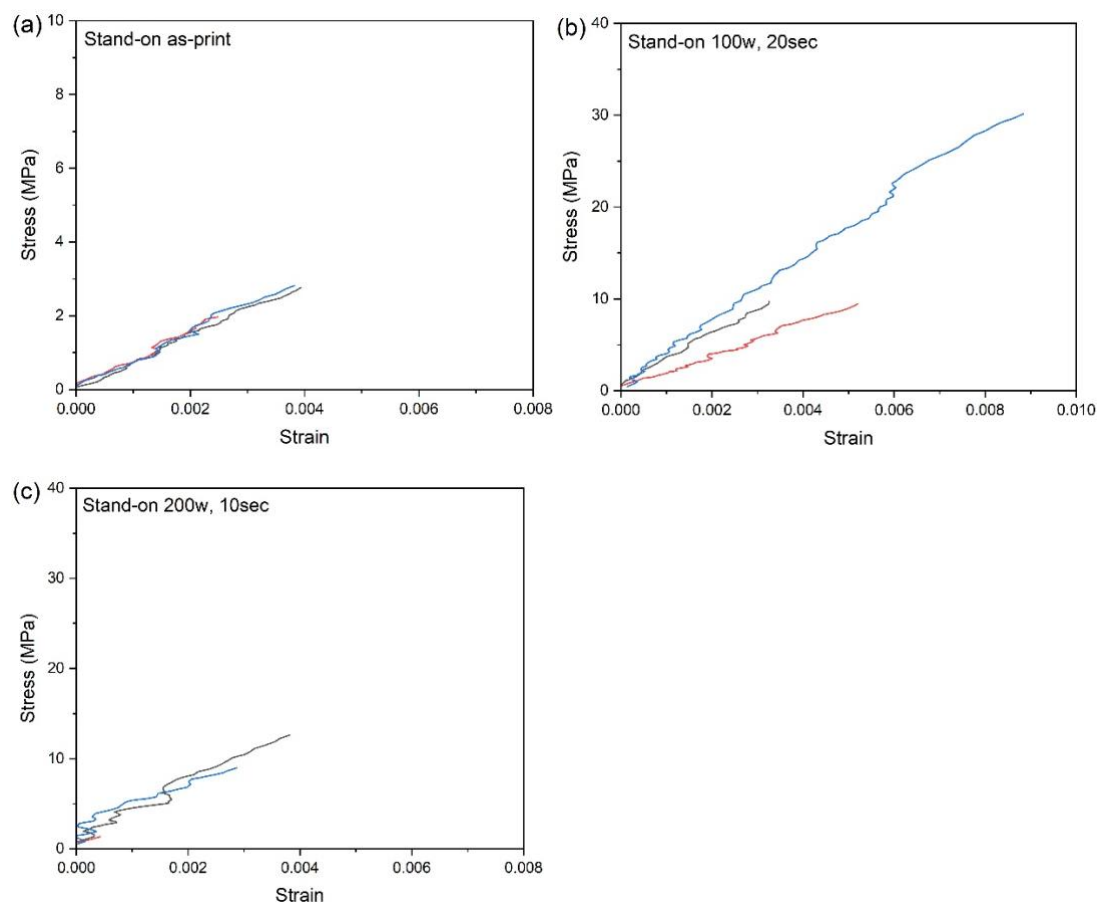 (a)
Stand-on as-print
10
8
6
4
2
0
Stress (MPa)
0.000 0.002 0.004 0.006 0.008
Strain
(b)
Stand-on 100w, 20sec
40
30
20
10
0
Stress (MPa)
0.000 0.002 0.004 0.006 0.008 0.010
Strain
(c)
Stand-on 200w, 10sec
40
30
20
10
0
Stress (MPa)
0.000 0.002 0.004 0.006 0.008
Strain